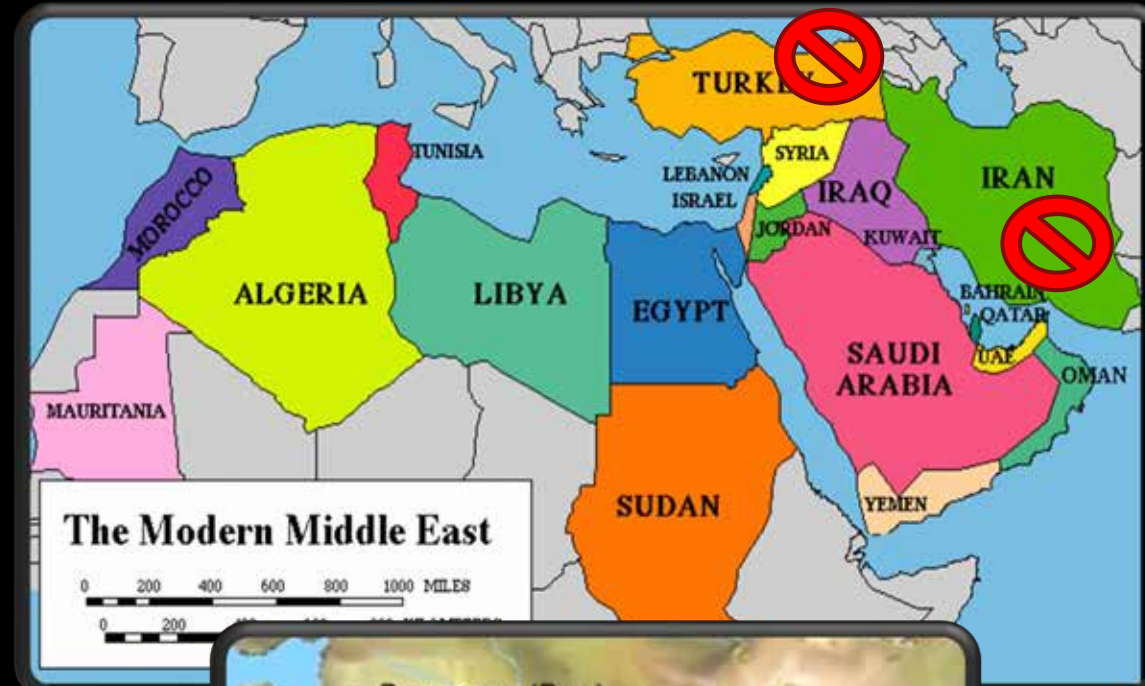 TURKEY
TUNISIA
SYRIA
LEBANON
ISRAEL
IRAQ
IRAN
MOROCCO
JORDAN
KUWAIT
ALGERIA
LIBYA
EGYPT
BAHRAIN
QATAR
SAUDI
ARABIA
UAE
OMAN
MAURITANIA
SUDAN
YEMEN
The Modern Middle East
0 200 400 600 800 1000 MILES
0 200